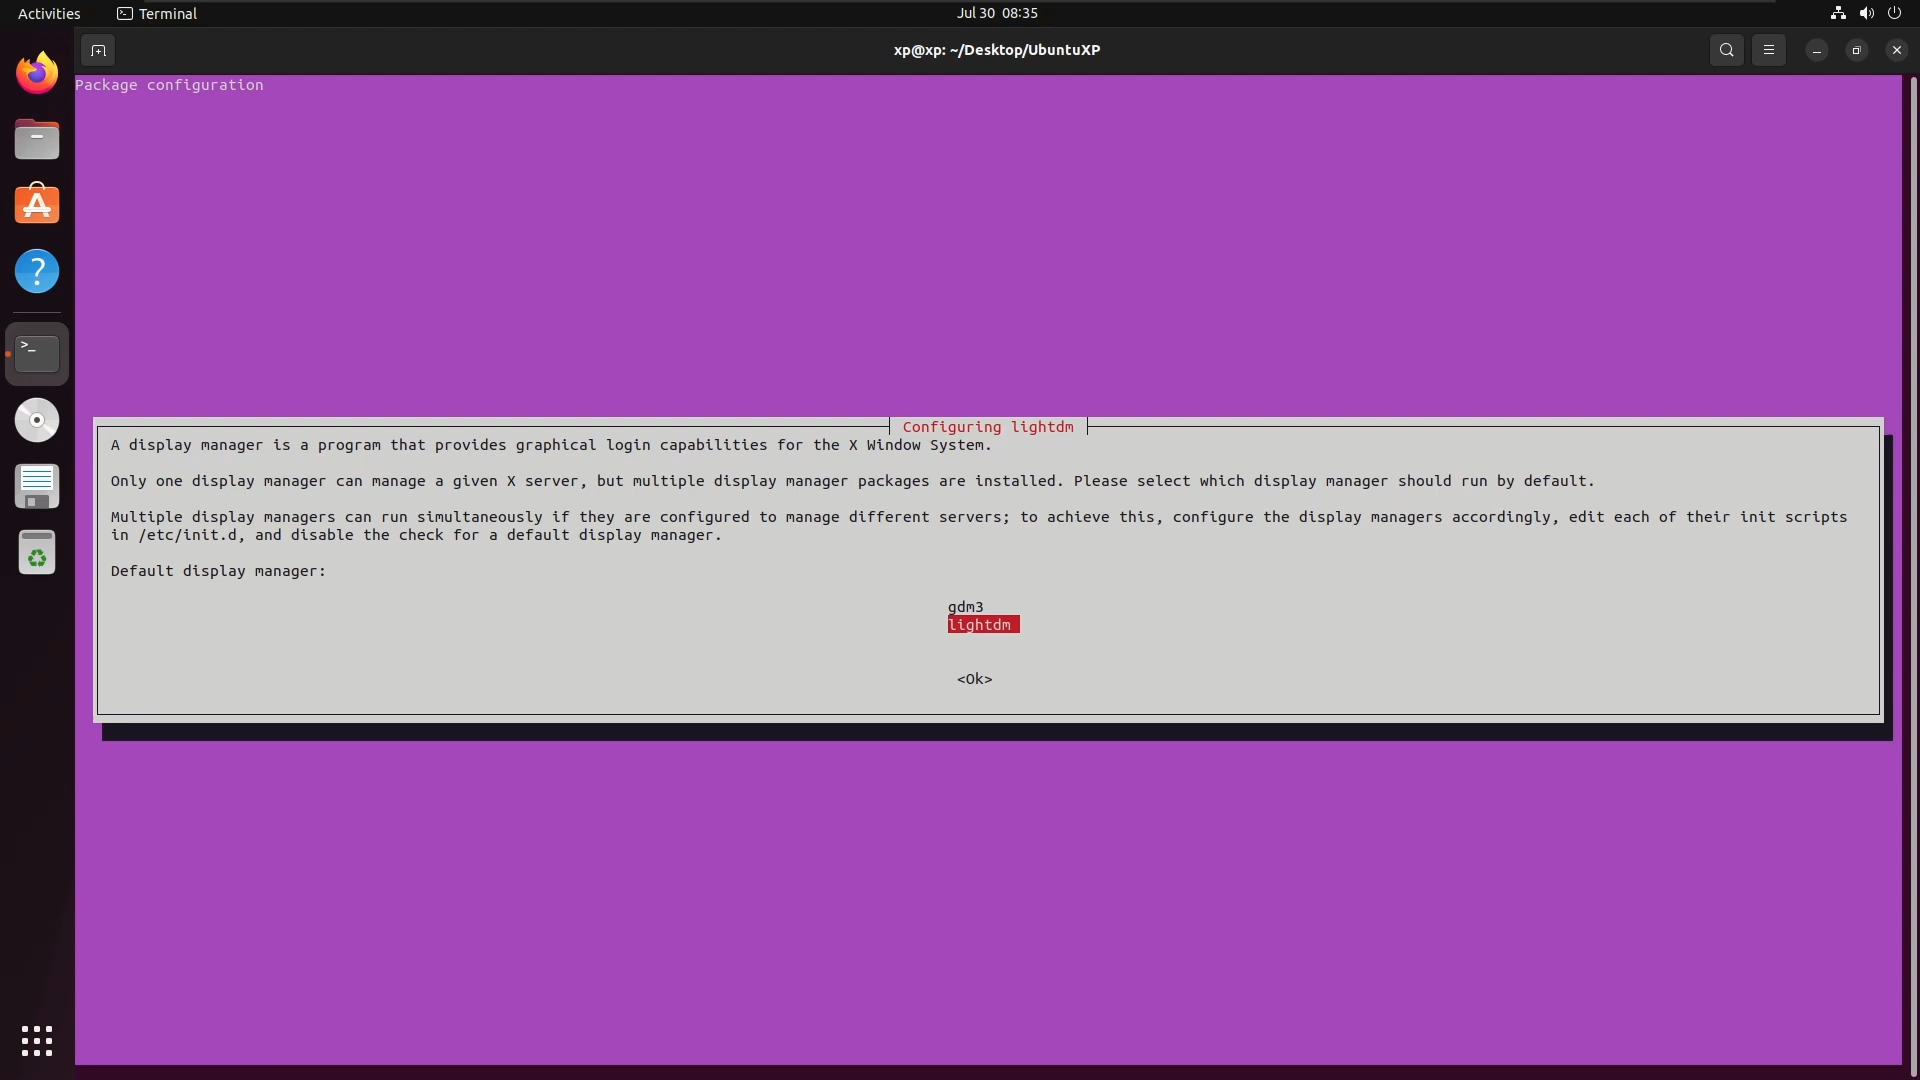 Activities
Terminal
Jul 30 08:35
xp@xp: ~/Desktop/UbuntuXP
Package configuration
Configuring lightdm
A display manager is a program that provides graphical login capabilities for the X Window System.
Only one display manager can manage a given X server, but multiple display manager packages are installed. Please select which display manager should run by default.
Multiple display managers can run simultaneously if they are configured to manage different servers; to achieve this, configure the display managers accordingly, edit each of their init scripts
in /etc/init.d, and disable the check for a default display manager.
Default display manager:
gdm3
lightdm
<Ok>